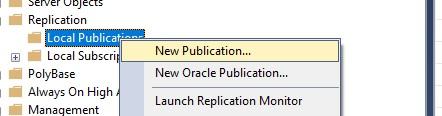 Server Objects
Replication
Local Publications
New Publication...
Local Subscrip
New Oracle Publication...
PolyBase
Always On High A
Launch Replication Monitor
Management